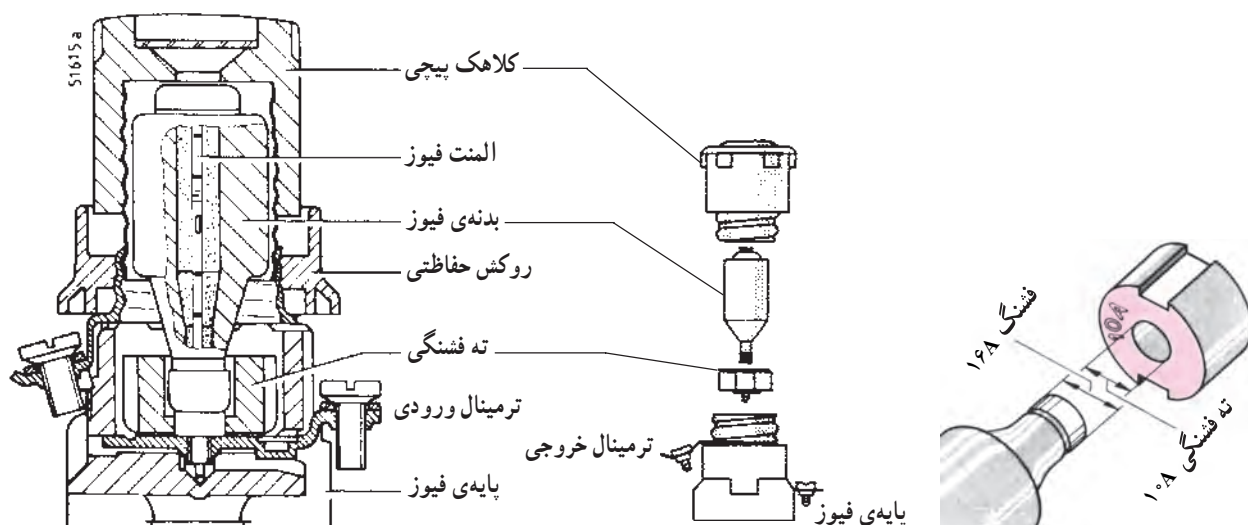 51615a
کلاهک پیچی
المنت فیوز
بدنه‌ی فیوز
روکش حفاظتی
ته فشنگی
ترمینال ورودی
پایه‌ی فیوز
ترمینال خروجی
پایه‌ی فیوز
10A
فشنگ ۱۶A
ته فشنگی ۱۰A